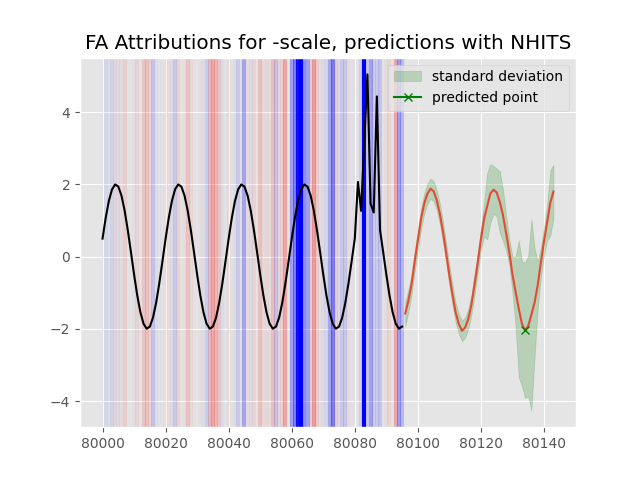 FA Attributions for -scale, predictions with NHITS
standard deviation
predicted point
4
2
0
−2
−4
80000 80020 80040 80060 80080 80100 80120 80140